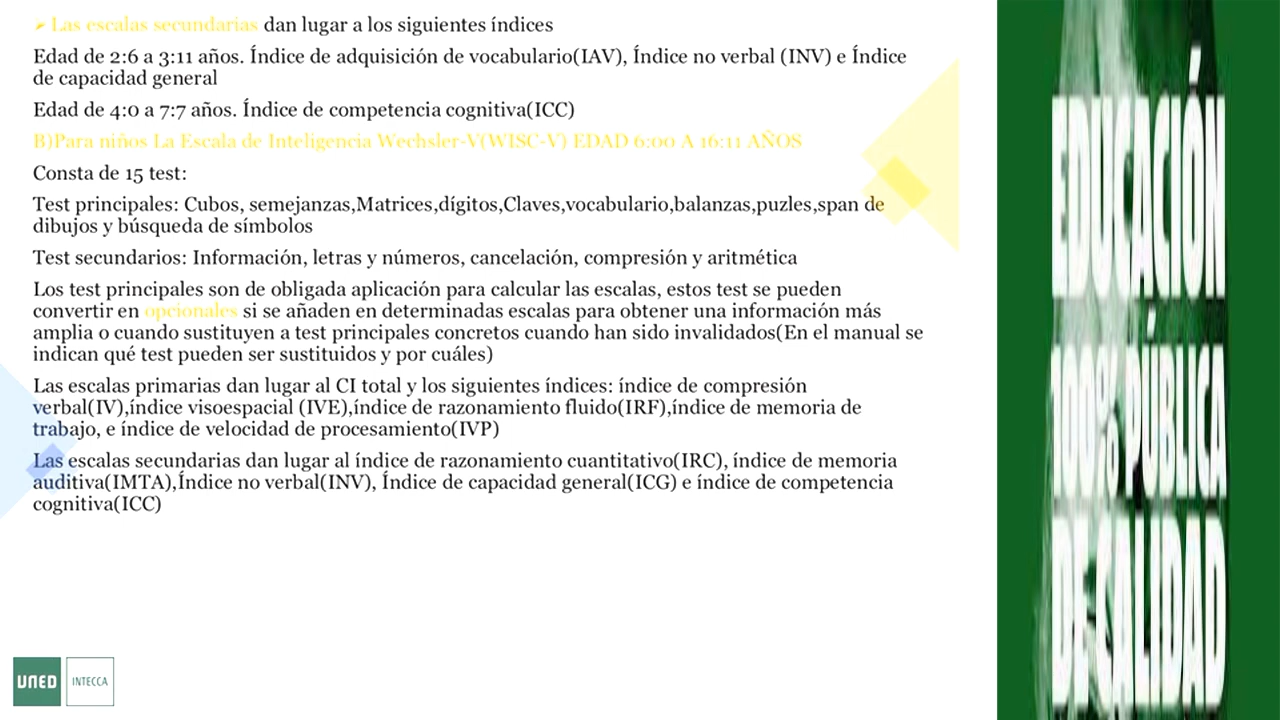 Las escalas secundarias dan lugar a los siguientes índices
Edad de 2:6 a 3:11 años. Índice de adquisición de vocabulario(IAV), Índice no verbal (INV) e Índice
de capacidad general
Edad de 4:0 a 7:7 años. Índice de competencia cognitiva(ICC)
B)Para niños La Escala de Inteligencia Wechsler-V(WISC-V) EDAD 6:00 A 16:11 AÑOS
Consta de 15 test:
Test principales: Cubos, semejanzas,Matrices,dígitos,Claves,vocabulario,balanzas,puzles,span de
dibujos y búsqueda de símbolos
Test secundarios: Información, letras y números, cancelación, compresión y aritmética
Los test principales son de obligada aplicación para calcular las escalas, estos test se pueden
convertir en opcionales si se añaden en determinadas escalas para obtener una información más
amplia o cuando sustituyen a test principales concretos cuando han sido invalidados(En el manual se
indican qué test pueden ser sustituidos y por cuáles)
Las escalas primarias dan lugar al CI total y los siguientes índices: índice de compresión
verbal(IV),índice visoespacial (IVE),índice de razonamiento fluido(IRF),índice de memoria de
trabajo, e índice de velocidad de procesamiento(IVP)
Las escalas secundarias dan lugar al índice de razonamiento cuantitativo(IRC), índice de memoria
auditiva(IMTA),Índice no verbal(INV), Índice de capacidad general(ICG) e índice de competencia
cognitiva(ICC)
UNED
INTECCA
EDUCACIÓN
100% PÚBLICA
DE CALIDAD